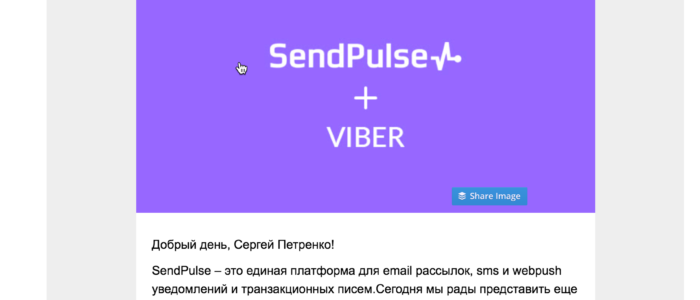 SendPulse
+
VIBER
Share Image
Добрый день, Сергей Петренко!
SendPulse – это единая платформа для email рассылок, sms и webpush
уведомлений и транзакционных писем.Сегодня мы рады представить еще